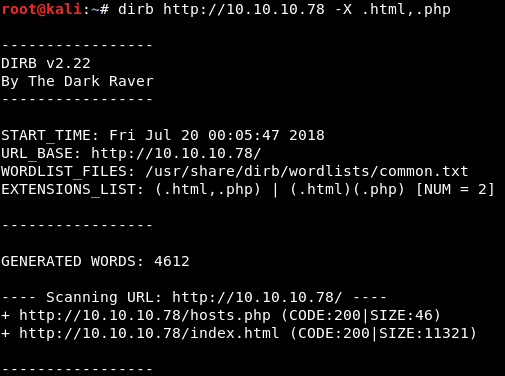 root@kali:~# dirb http://10.10.10.78 -X .html,.php
-----------------
DIRB v2.22
By The Dark Raver
-----------------
START_TIME: Fri Jul 20 00:05:47 2018
URL_BASE: http://10.10.10.78/
WORDLIST_FILES: /usr/share/dirb/wordlists/common.txt
EXTENSIONS_LIST: (.html,.php) | (.html)(.php) [NUM = 2]
-----------------
GENERATED WORDS: 4612
---- Scanning URL: http://10.10.10.78/ ----
+ http://10.10.10.78/hosts.php (CODE:200|SIZE:46)
+ http://10.10.10.78/index.html (CODE:200|SIZE:11321)
-----------------